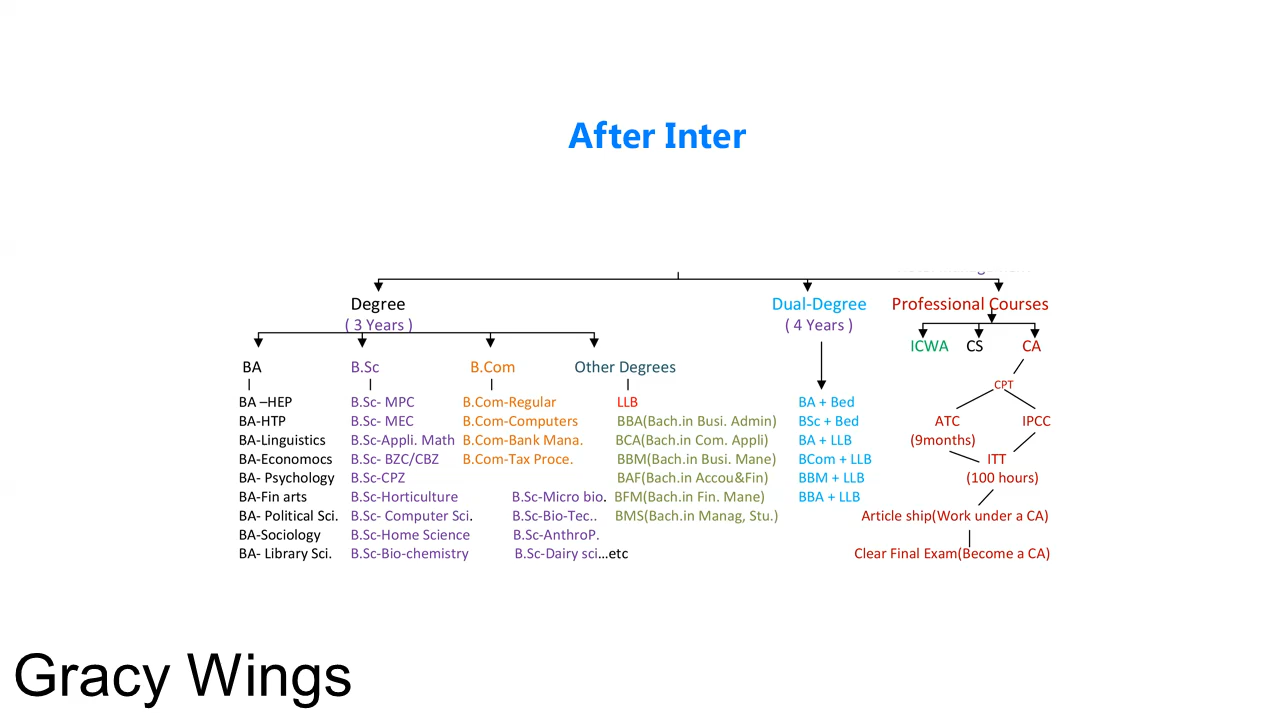 After Inter
Degree Dual-Degree Professional Courses
( 3 Years ) ( 4 Years )
ICWA CS CA
BA B.Sc B.Com Other Degrees
CPT
BA –HEP B.Sc- MPC B.Com-Regular LLB BA + Bed
BA-HTP B.Sc- MEC B.Com-Computers BBA(Bach.in Busi. Admin) BSc + Bed ATC IPCC
BA-Linguistics B.Sc-Appli. Math B.Com-Bank Mana. BCA(Bach.in Com. Appli) BA + LLB (9months)
BA-Economocs B.Sc- BZC/CBZ B.Com-Tax Proce. BBM(Bach.in Busi. Mane) BCom + LLB ITT
BA- Psychology B.Sc-CPZ BAF(Bach.in Accou&Fin) BBM + LLB (100 hours)
BA-Fin arts B.Sc-Horticulture B.Sc-Micro bio. BFM(Bach.in Fin. Mane) BBA + LLB
BA- Political Sci. B.Sc- Computer Sci. B.Sc-Bio-Tec.. BMS(Bach.in Manag, Stu.) Article ship(Work under a CA)
BA-Sociology B.Sc-Home Science B.Sc-AnthroP.
BA- Library Sci. B.Sc-Bio-chemistry B.Sc-Dairy sci...etc Clear Final Exam(Become a CA)
Gracy Wings